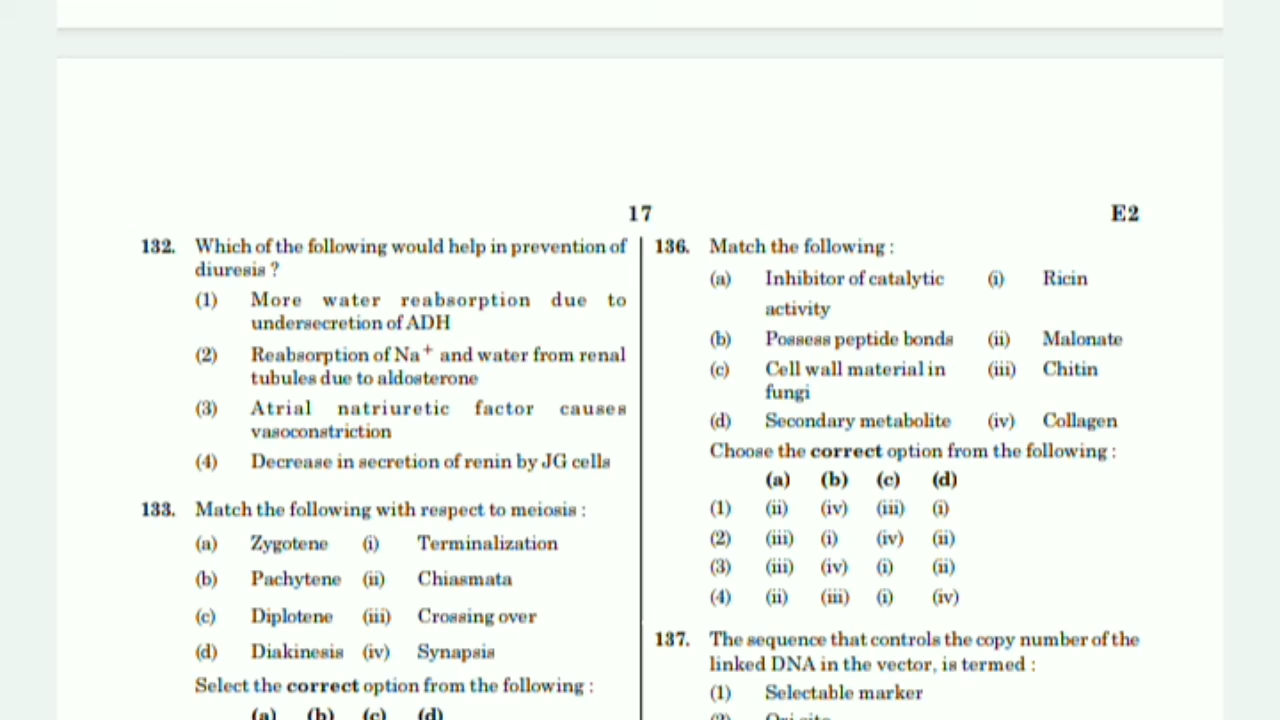 17
E2
132. Which of the following would help in prevention of
diuresis ?
(1) More water reabsorption due to
undersecretion of ADH
(2) Reabsorption of Na+ and water from renal
tubules due to aldosterone
(3) Atrial natriuretic factor causes
vasoconstriction
(4) Decrease in secretion of renin by JG cells
133. Match the following with respect to meiosis :
(a) Zygotene (i) Terminalization
(b) Pachytene (ii) Chiasmata
(c) Diplotene (iii) Crossing over
(d) Diakinesis (iv) Synapsis
Select the correct option from the following :
(a) (b) (c) (d)
136. Match the following :
(a) Inhibitor of catalytic (i) Ricin
activity
(b) Possess peptide bonds (ii) Malonate
(c) Cell wall material in (iii) Chitin
fungi
(d) Secondary metabolite (iv) Collagen
Choose the correct option from the following :
(a) (b) (c) (d)
(1) (ii) (iv) (iii) (i)
(2) (iii) (i) (iv) (ii)
(3) (iii) (iv) (i) (ii)
(4) (ii) (iii) (i) (iv)
137. The sequence that controls the copy number of the
linked DNA in the vector, is termed :
(1) Selectable marker